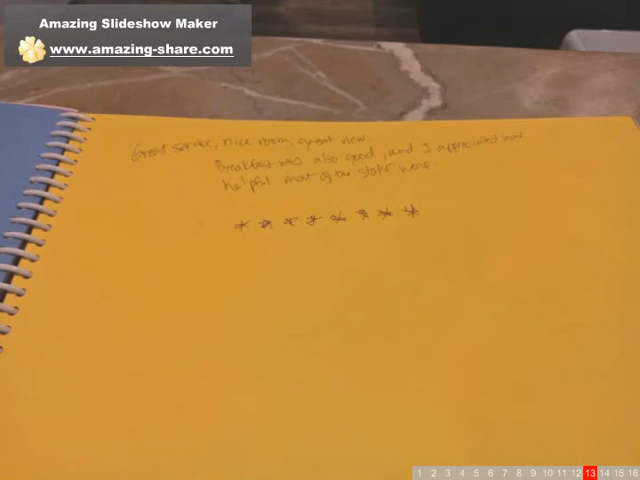 Amazing Slideshow Maker
www.amazing-share.com
Great service, nice room, great view.
Breakfast was also good, and I appreciated how
helpful most of the staff were.
* * * * * * * *
1 2 3 4 5 6 7 8 9 10 11 12 13 14 15 16